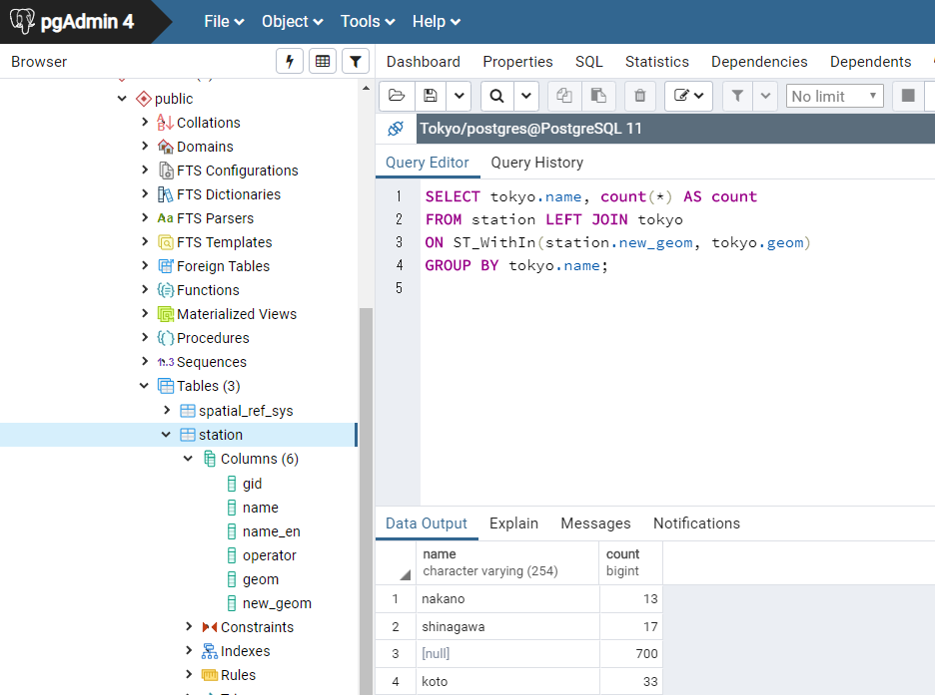 pgAdmin 4
File Object Tools Help
Browser
Dashboard Properties SQL Statistics Dependencies Dependents
public
Collations
Domains
FTS Configurations
FTS Dictionaries
Aa FTS Parsers
FTS Templates
Foreign Tables
Functions
Materialized Views
Procedures
1..3 Sequences
Tables (3)
spatial_ref_sys
station
Columns (6)
gid
name
name_en
operator
geom
new_geom
Constraints
Indexes
Rules
No limit
Tokyo/postgres@PostgreSQL 11
Query Editor Query History
1 SELECT tokyo.name, count(*) AS count
2 FROM station LEFT JOIN tokyo
3 ON ST_WithIn(station.new_geom, tokyo.geom)
4 GROUP BY tokyo.name;
5
Data Output Explain Messages Notifications
name count
character varying (254) bigint
1 nakano 13
2 shinagawa 17
3 [null] 700
4 koto 33